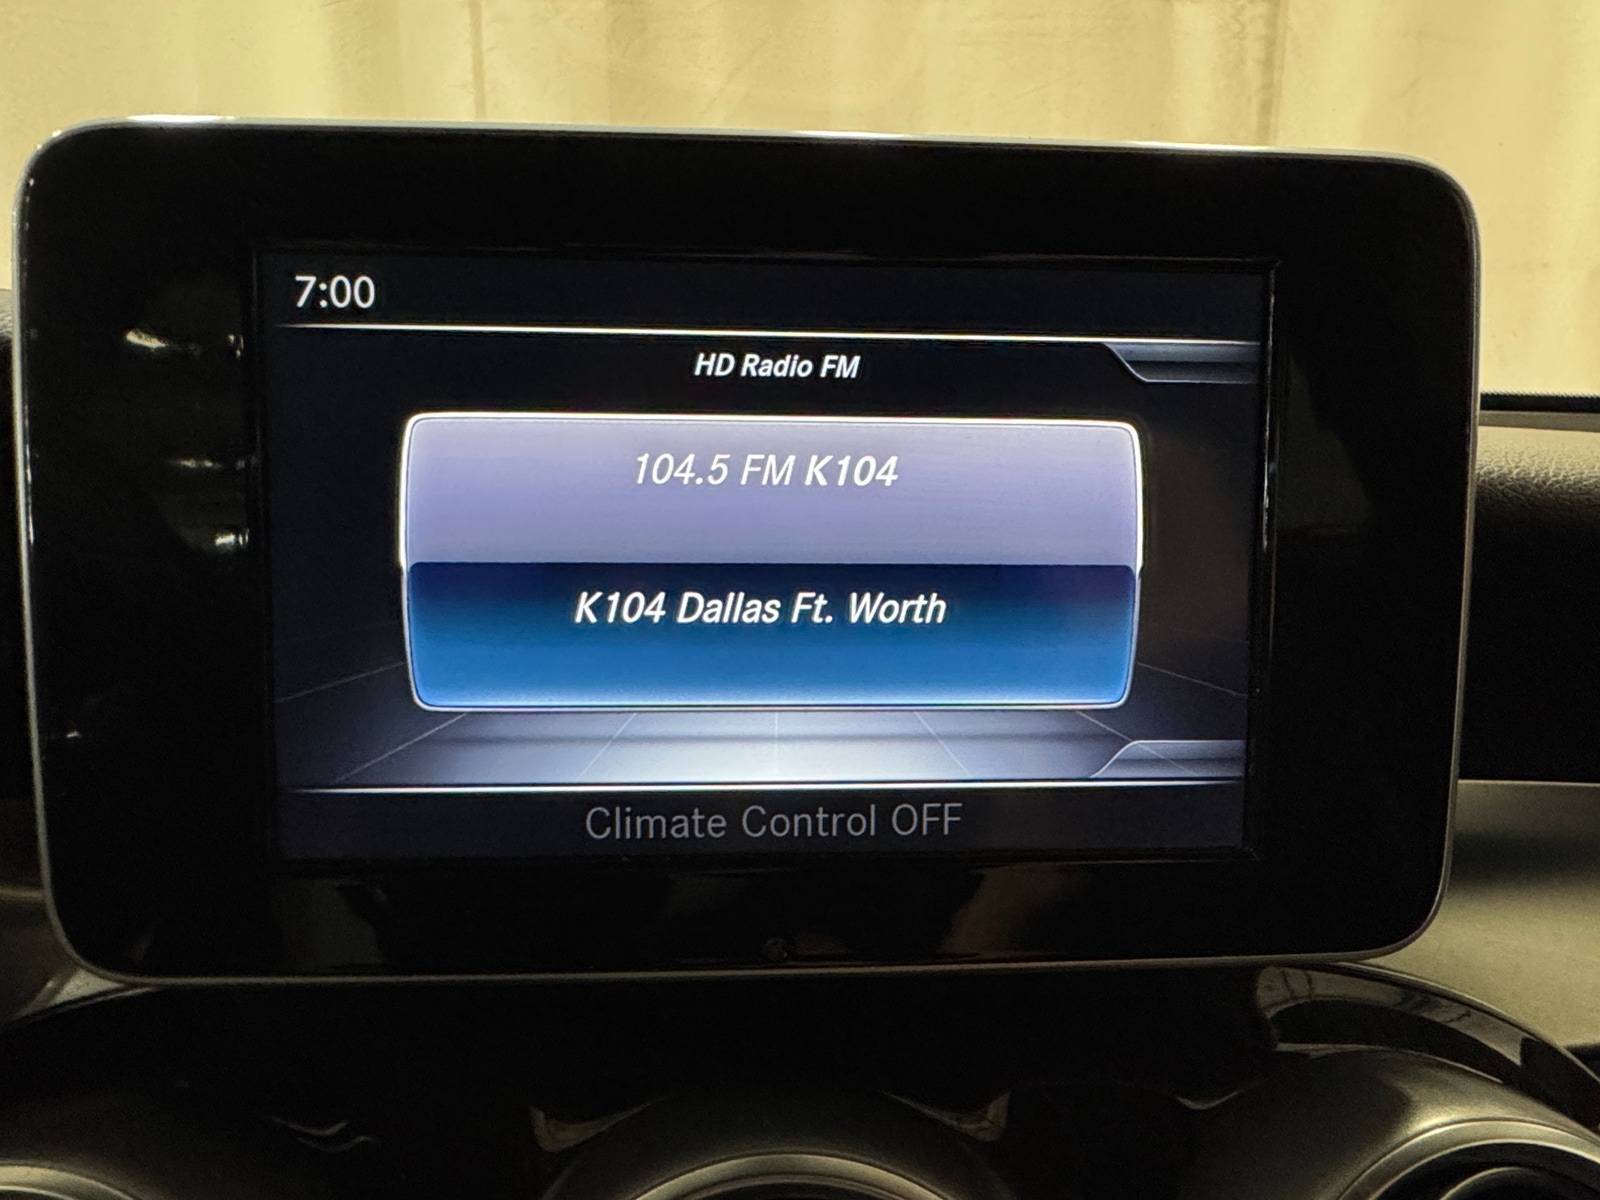 7:00
HD Radio FM
104.5 FM K104
K104 Dallas Ft. Worth
Climate Control OFF